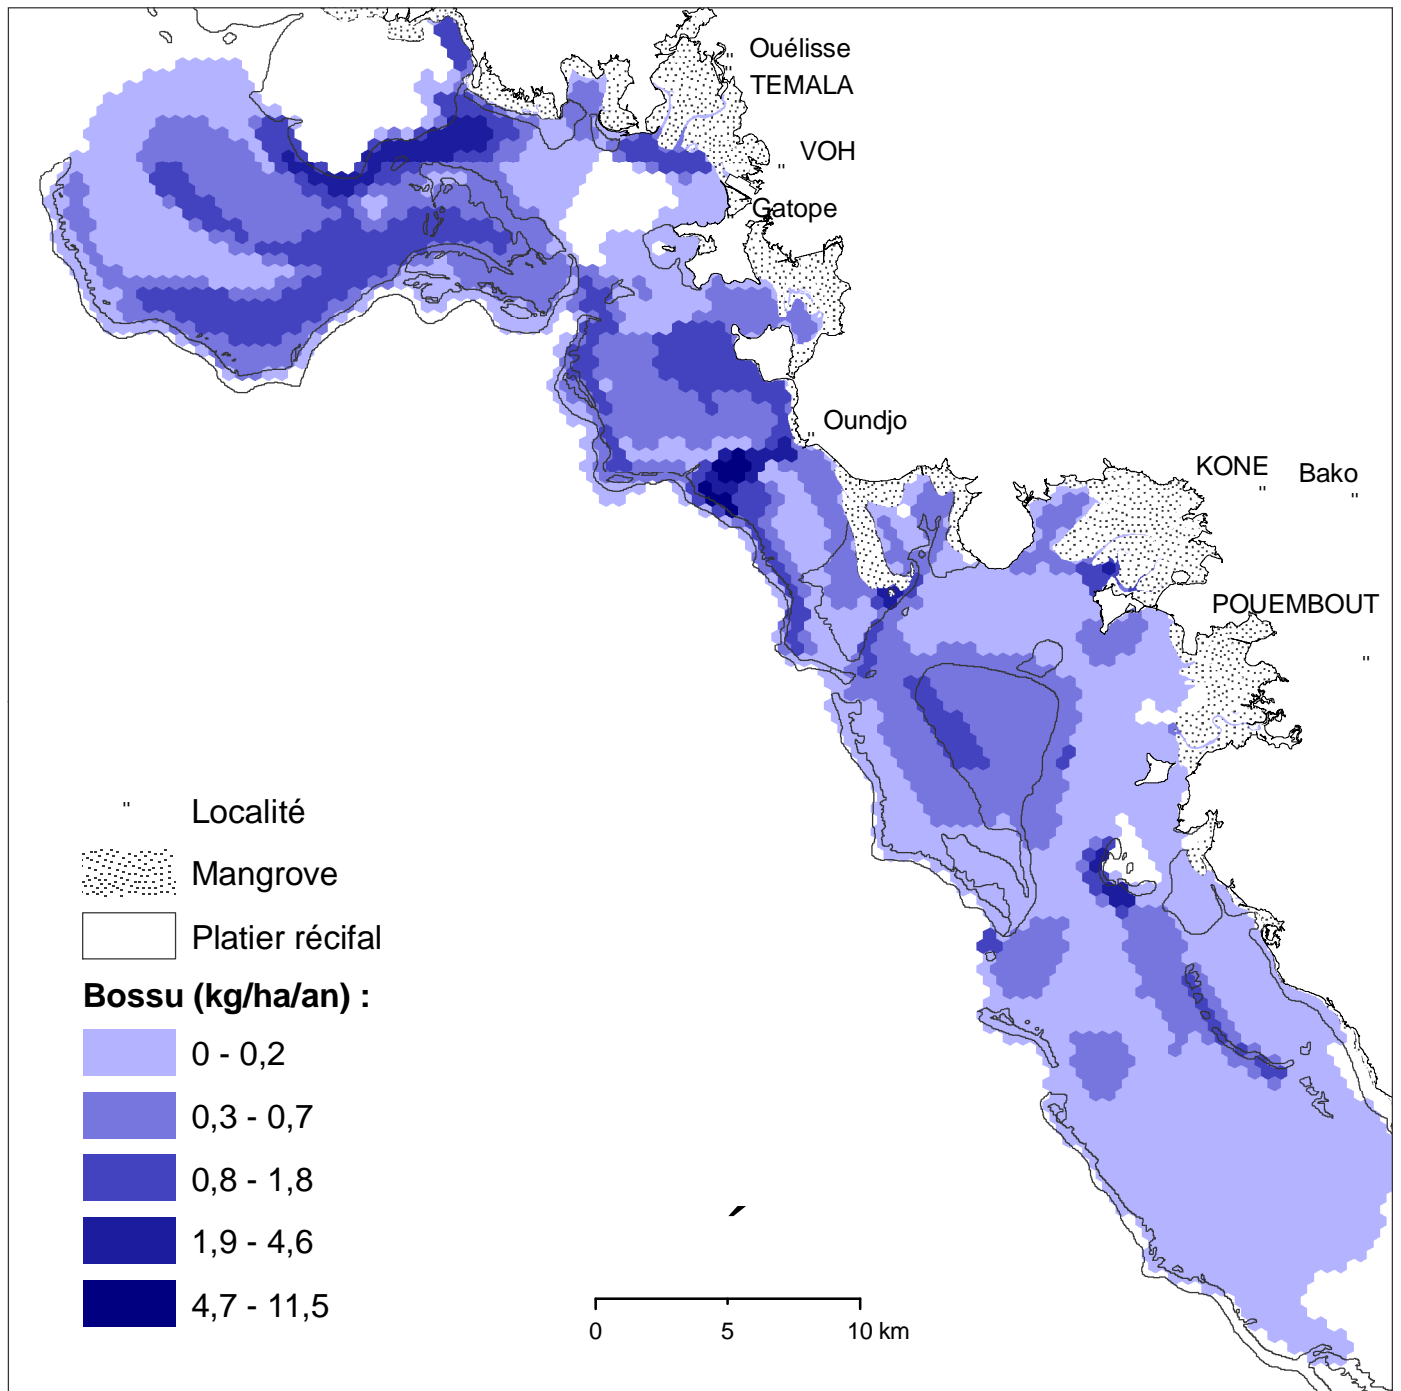 Ouélisse
TEMALA
VOH
Gatope
Oundjo
KONE
Bako
POUEMBOUT
" Localité
Mangrove
Platier récifal
Bossu (kg/ha/an) :
0 - 0,2
0,3 - 0,7
0,8 - 1,8
1,9 - 4,6
4,7 - 11,5
0 5 10 km